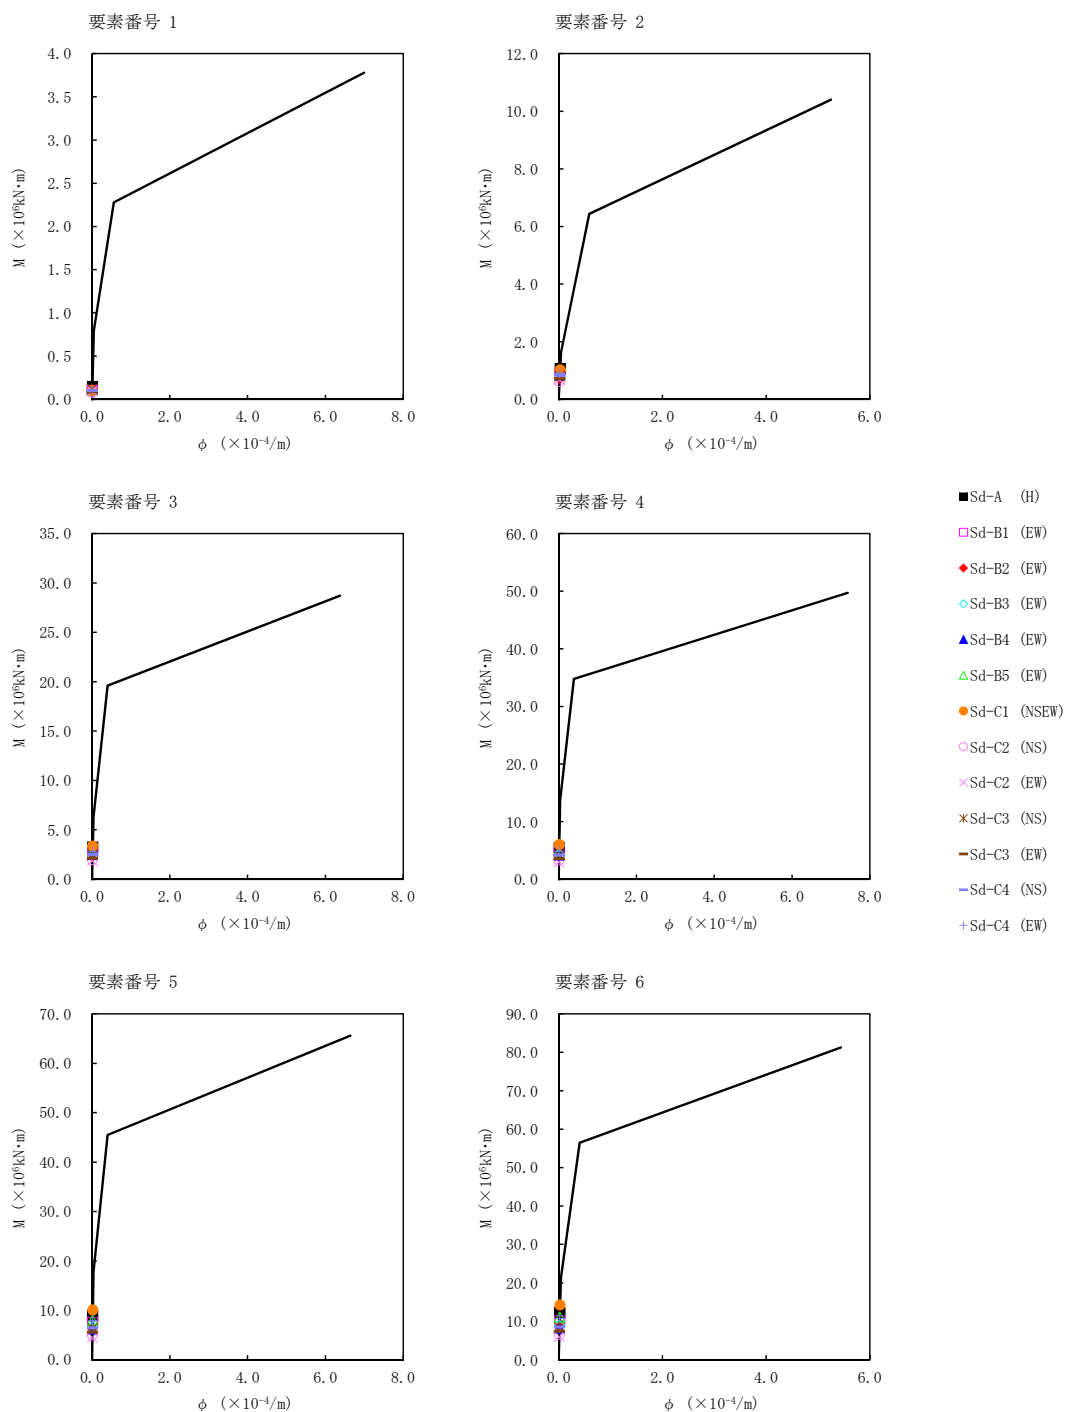 要素番号 1
4.0
3.5
3.0
2.5
2.0
1.5
1.0
0.5
0.0
M (×10⁶kN・m)
0.0 2.0 4.0 6.0 8.0
φ (×10⁻⁴/m)
要素番号 2
12.0
10.0
8.0
6.0
4.0
2.0
0.0
M (×10⁶kN・m)
0.0 2.0 4.0 6.0
φ (×10⁻⁴/m)
要素番号 3
35.0
30.0
25.0
20.0
15.0
10.0
5.0
0.0
M (×10⁶kN・m)
0.0 2.0 4.0 6.0 8.0
φ (×10⁻⁴/m)
要素番号 4
60.0
50.0
40.0
30.0
20.0
10.0
0.0
M (×10⁶kN・m)
0.0 2.0 4.0 6.0 8.0
φ (×10⁻⁴/m)
Sd-A (H)
Sd-B1 (EW)
Sd-B2 (EW)
Sd-B3 (EW)
Sd-B4 (EW)
Sd-B5 (EW)
Sd-C1 (NSEW)
Sd-C2 (NS)
Sd-C2 (EW)
Sd-C3 (NS)
Sd-C3 (EW)
Sd-C4 (NS)
Sd-C4 (EW)
要素番号 5
70.0
60.0
50.0
40.0
30.0
20.0
10.0
0.0
M (×10⁶kN・m)
0.0 2.0 4.0 6.0 8.0
φ (×10⁻⁴/m)
要素番号 6
90.0
80.0
70.0
60.0
50.0
40.0
30.0
20.0
10.0
0.0
M (×10⁶kN・m)
0.0 2.0 4.0 6.0
φ (×10⁻⁴/m)